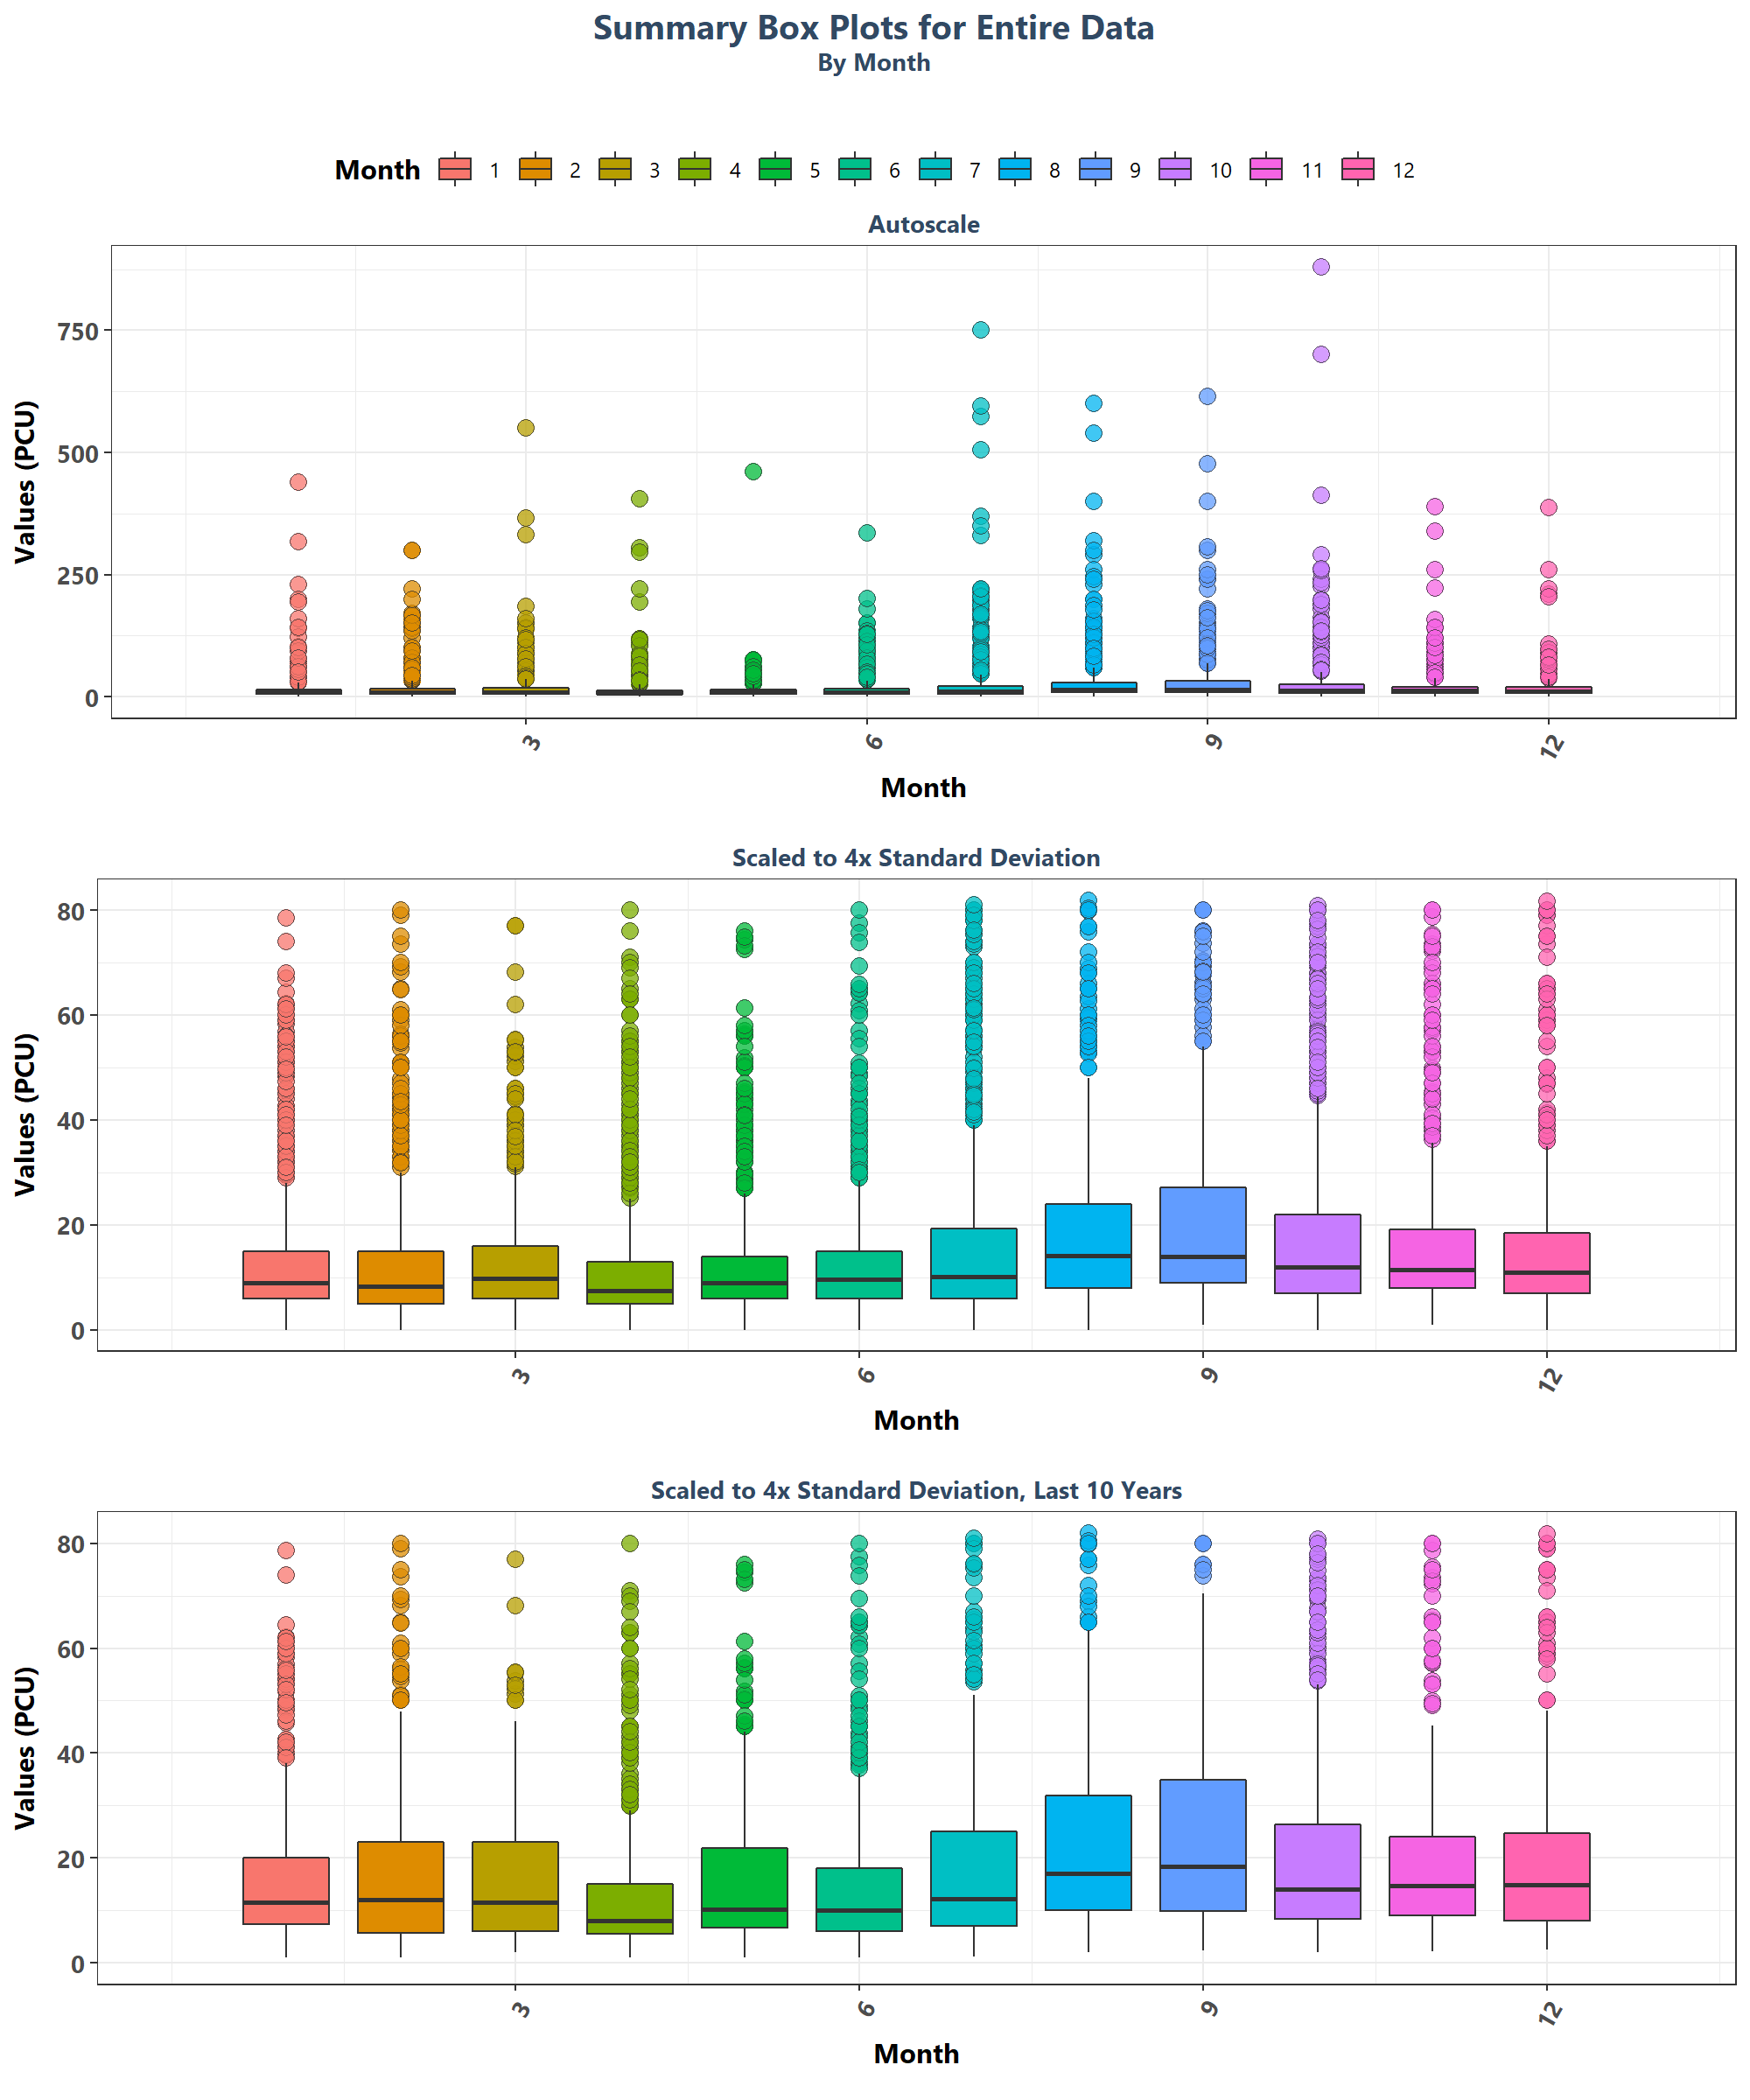 Summary Box Plots for Entire Data
By Month
Month 1 2 3 4 5 6 7 8 9 10 11 12
Autoscale
Values (PCU)
750
500
250
0
3 6 9 12
Month
Scaled to 4x Standard Deviation
Values (PCU)
80
60
40
20
0
3 6 9 12
Month
Scaled to 4x Standard Deviation, Last 10 Years
Values (PCU)
80
60
40
20
0
3 6 9 12
Month